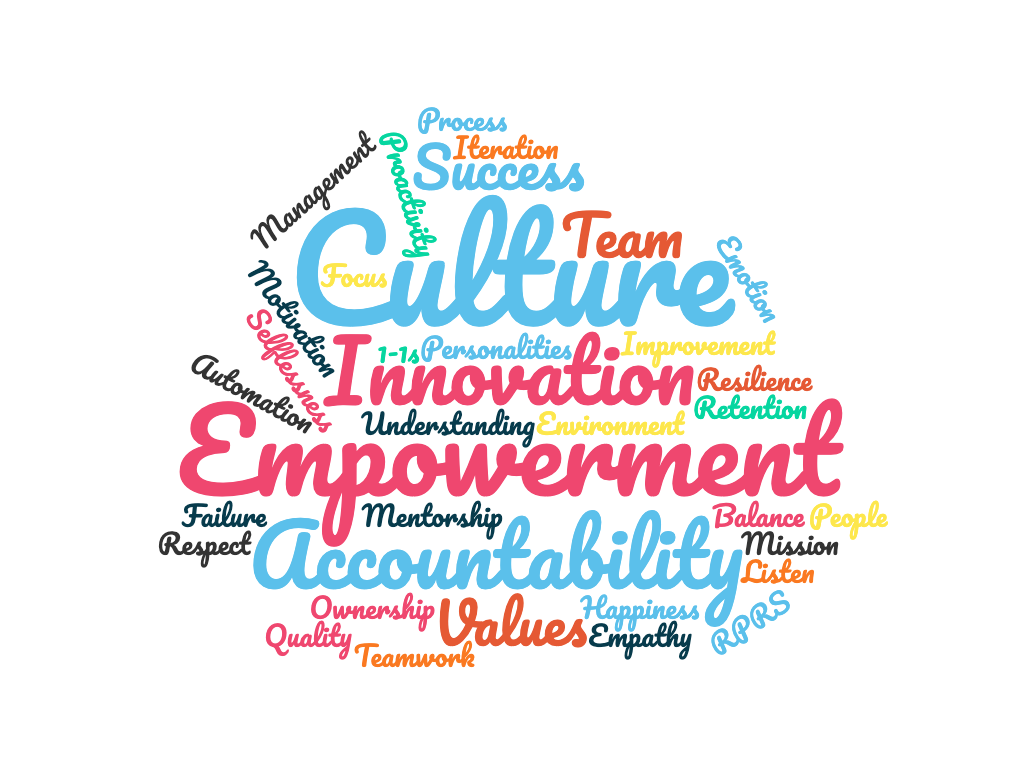 Process
Iteration
Success
Management
Proactivity
Team
Culture
Focus
Emotion
Motivation
Selflessness
1-1s
Personalities
Improvement
Innovation
Resilience
Automation
Retention
Understanding
Environment
Empowerment
Failure
Mentorship
Balance
People
Respect
Accountability
Mission
Listen
Ownership
Values
Happiness
RPRS
Quality
Empathy
Teamwork